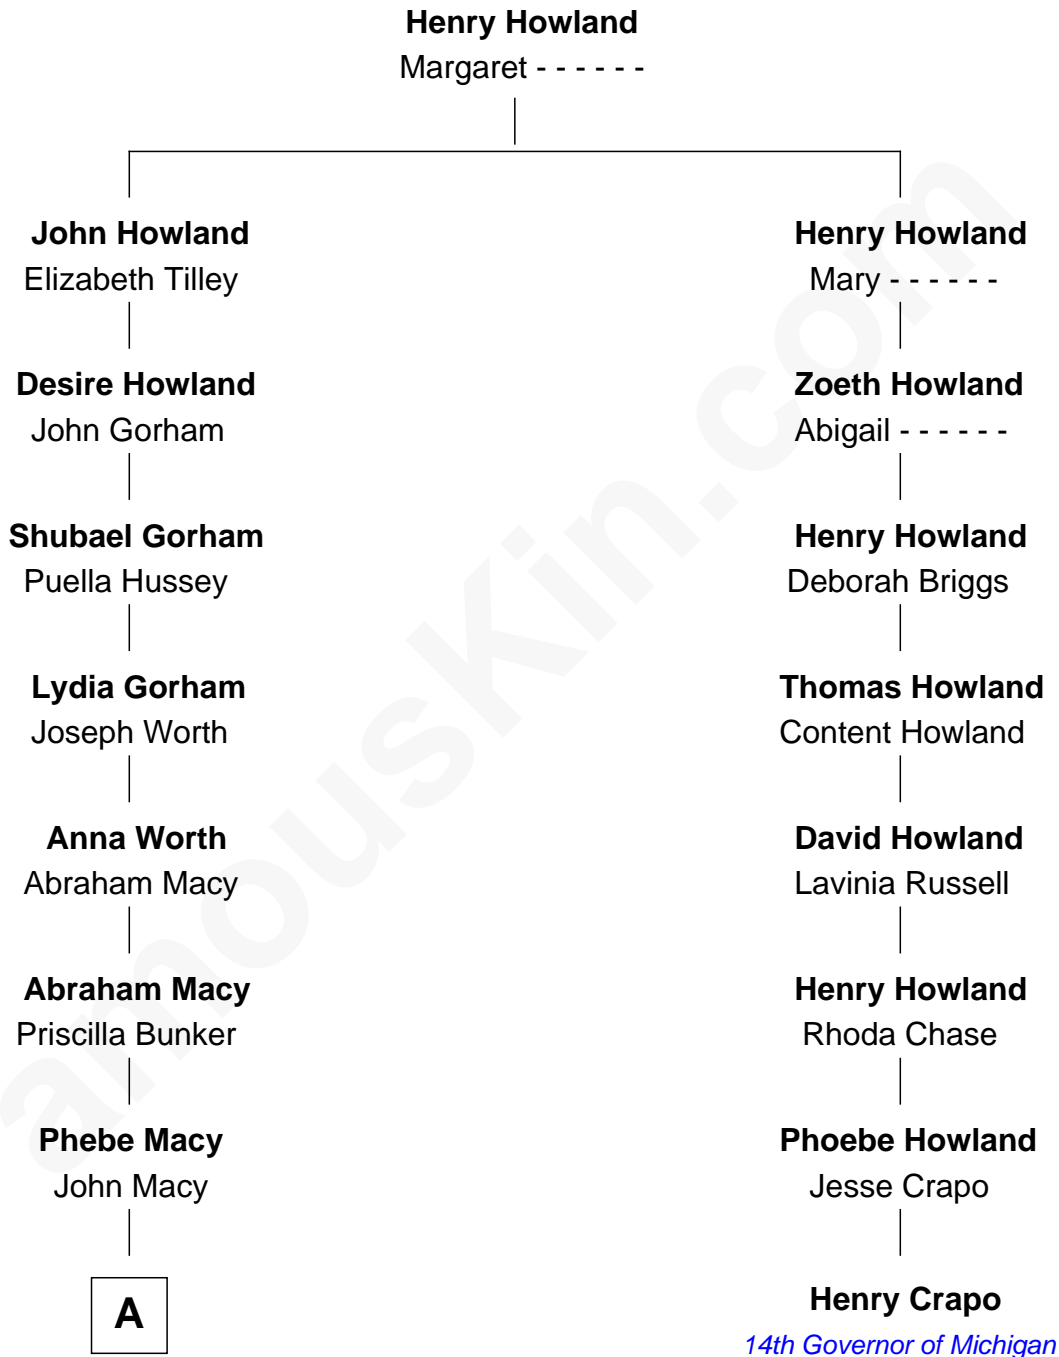 Henry Howland
Margaret - - - - - -
John Howland
Elizabeth Tilley
Henry Howland
Mary - - - - - -
Desire Howland
John Gorham
Zoeth Howland
Abigail - - - - - -
Shubael Gorham
Puella Hussey
Henry Howland
Deborah Briggs
Lydia Gorham
Joseph Worth
Thomas Howland
Content Howland
Anna Worth
Abraham Macy
David Howland
Lavinia Russell
Abraham Macy
Priscilla Bunker
Henry Howland
Rhoda Chase
Phebe Macy
John Macy
Phoebe Howland
Jesse Crapo
A
Henry Crapo
14th Governor of Michigan
amousKin.com